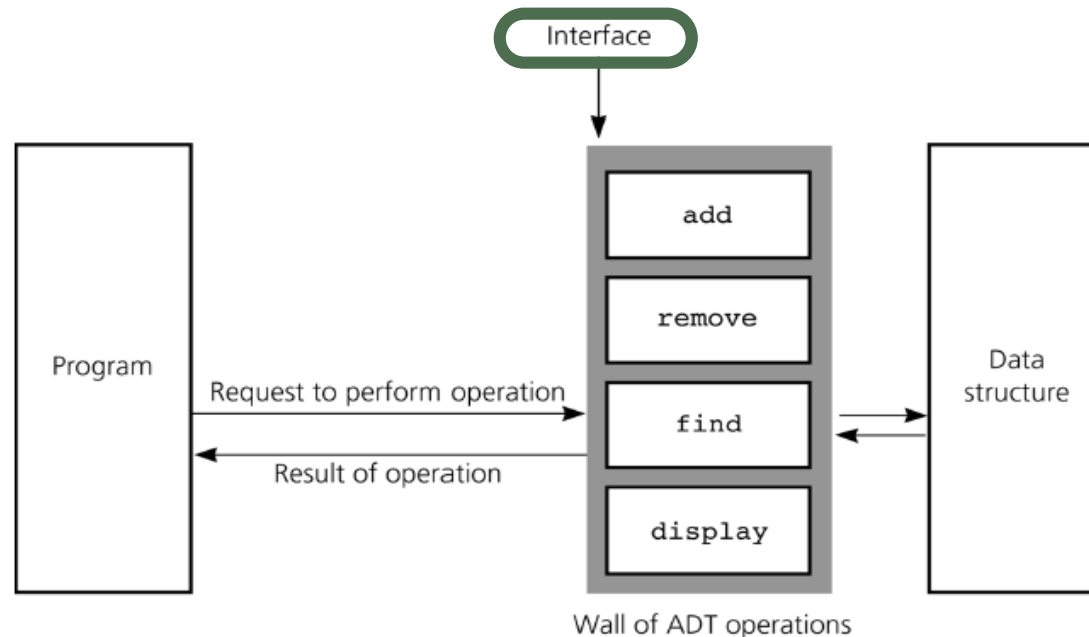 Interface
add
remove
find
display
Program
Request to perform operation
Result of operation
Data
structure
Wall of ADT operations